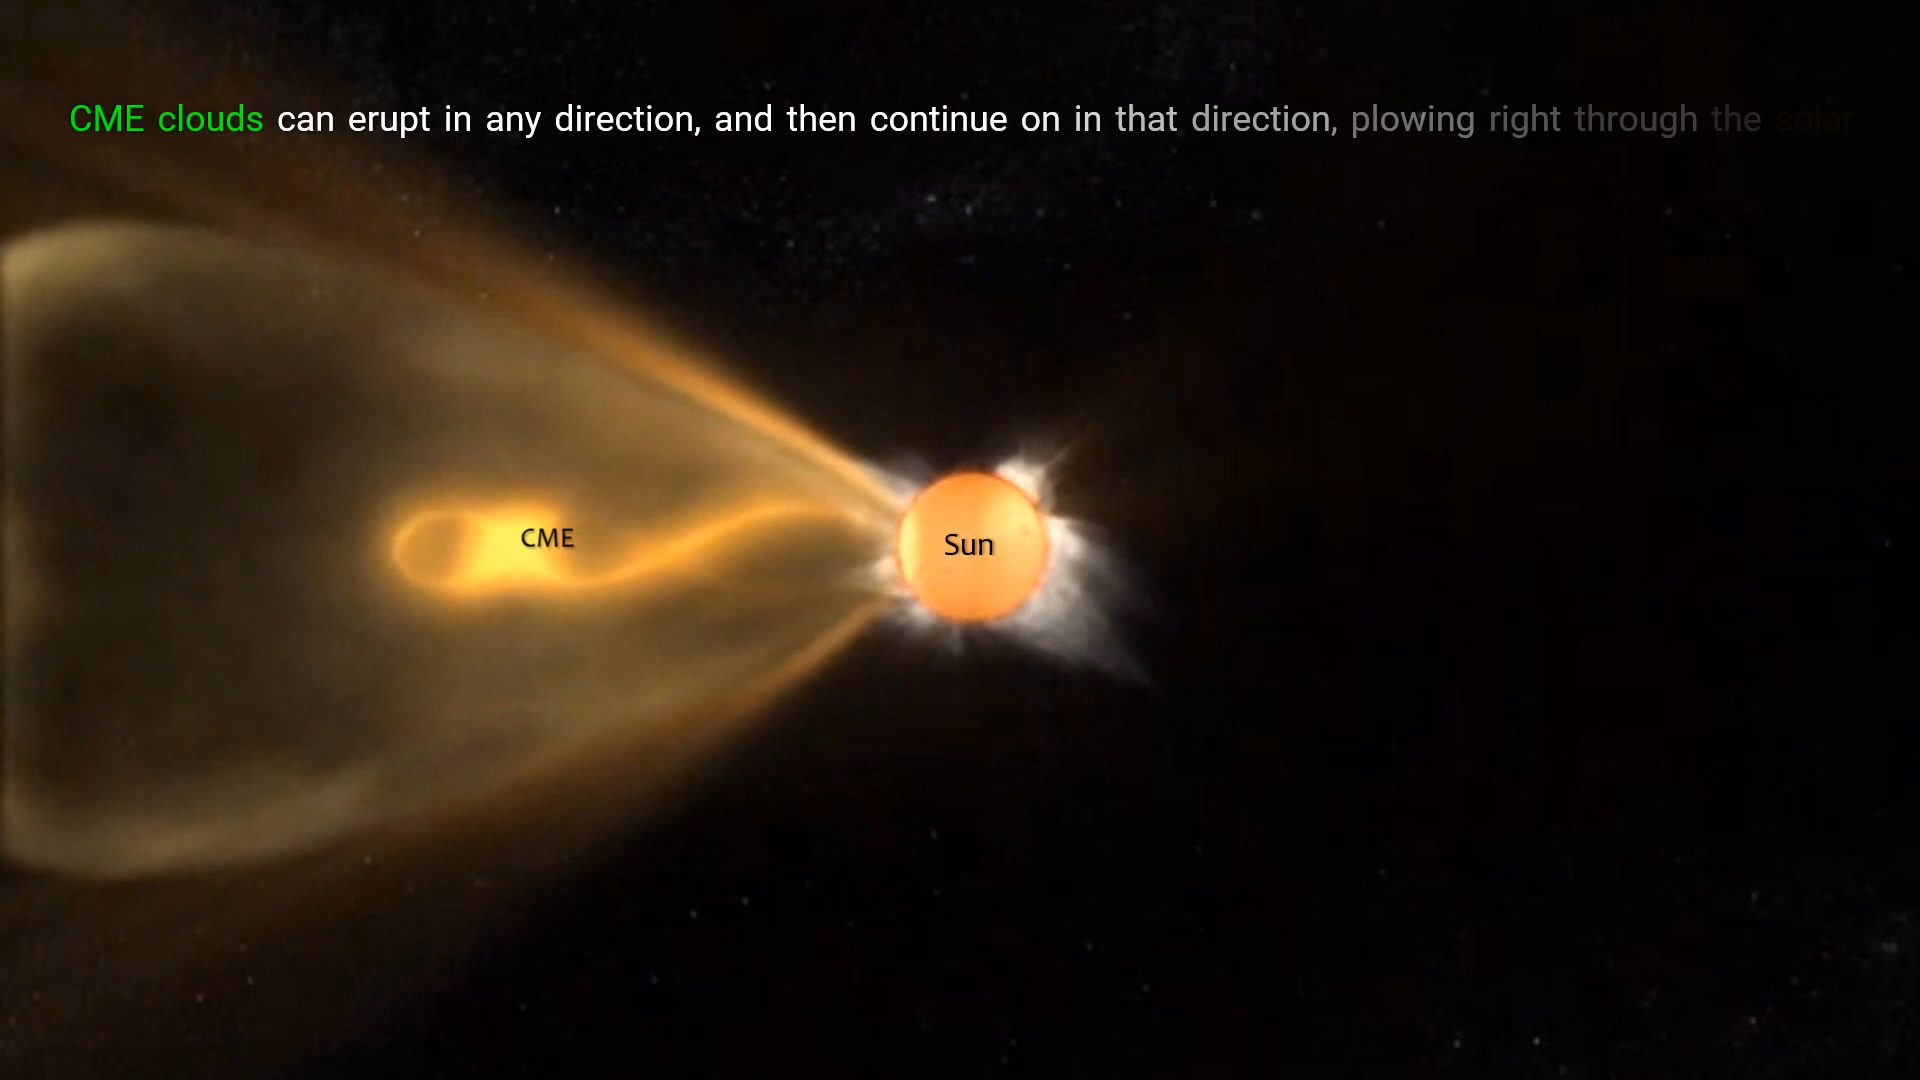 CME clouds can erupt in any direction, and then continue on in that direction, plowing right through the solar
CME
Sun